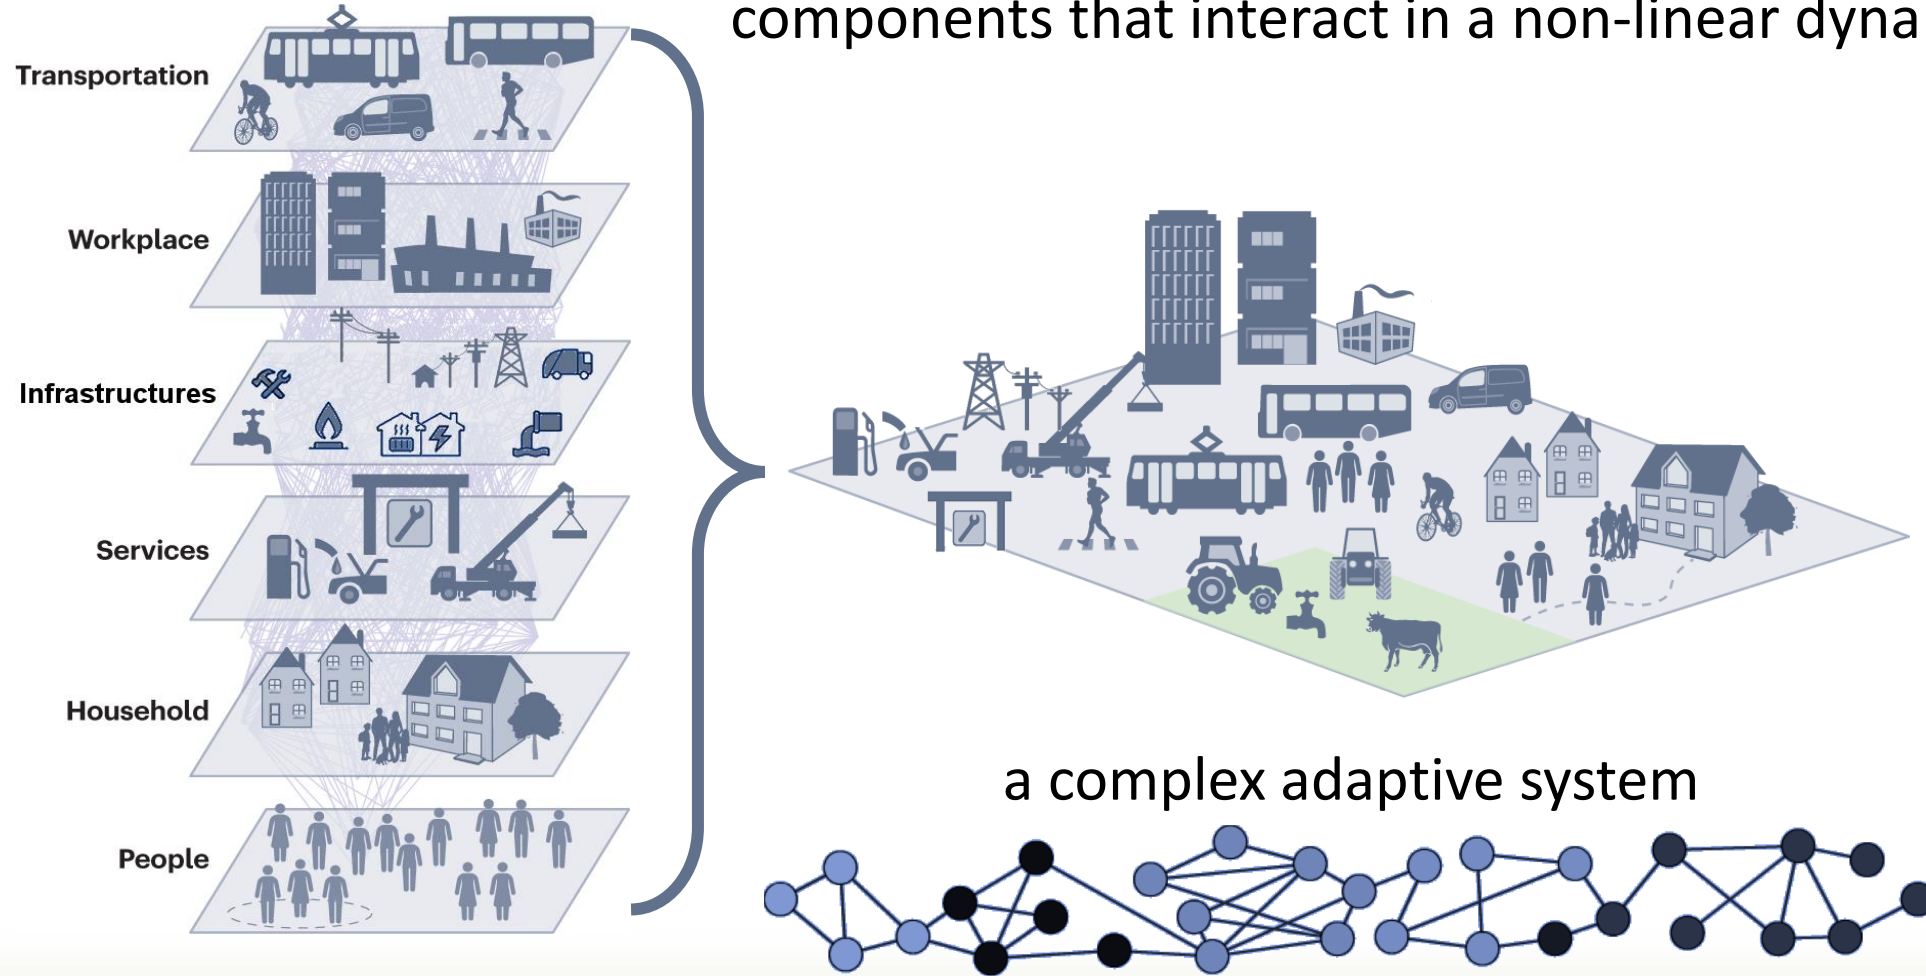 components that interact in a non-linear dyna
Transportation
Workplace
Infrastructures
Services
Household
People
a complex adaptive system